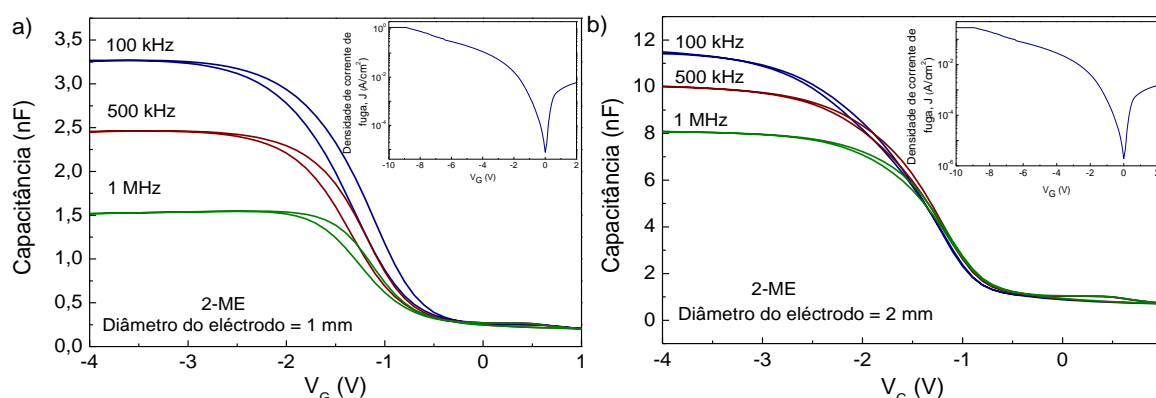 a)
Capacitância (nF)
3,5
3,0
2,5
2,0
1,5
1,0
0,5
0,0
100 kHz
500 kHz
1 MHz
2-ME
Diâmetro do eléctrodo = 1 mm
-4 -3 -2 -1 0 1
V_G (V)
Densidade de corrente de
fuga, J (A/cm²)
10⁰
10⁻²
10⁻⁴
-10 -8 -6 -4 -2 0 2
V_G (V)
b)
Capacitância (nF)
12
10
8
6
4
2
0
100 kHz
500 kHz
1 MHz
2-ME
Diâmetro do eléctrodo = 2 mm
-4 -3 -2 -1 0
Densidade de corrente de
fuga, J (A/cm²)
10⁻²
10⁻⁴
10⁻⁶
-10 -8 -6 -4 -2 0 2
V_G (V)